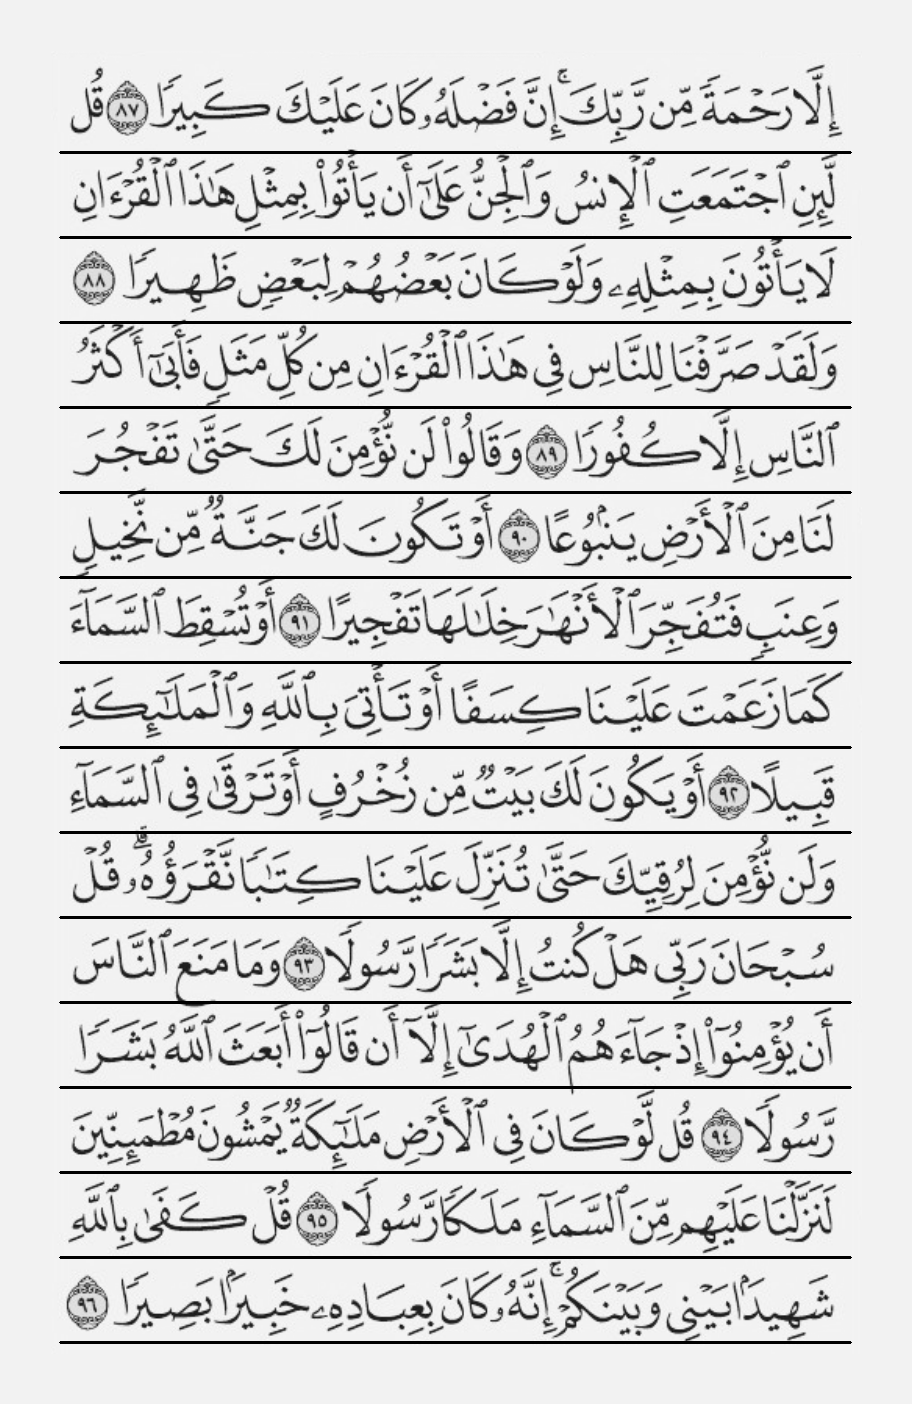 إِلَّا رَحْمَةً مِّن رَّبِّكَ ۚ إِنَّ فَضْلَهُۥ كَانَ عَلَيْكَ كَبِيرًا ٨٧ قُل
لَّئِنِ ٱجْتَمَعَتِ ٱلْإِنسُ وَٱلْجِنُّ عَلَىٰٓ أَن يَأْتُوا۟ بِمِثْلِ هَـٰذَا ٱلْقُرْءَانِ
لَا يَأْتُونَ بِمِثْلِهِۦ وَلَوْ كَانَ بَعْضُهُمْ لِبَعْضٍ ظَهِيرًا ٨٨
وَلَقَدْ صَرَّفْنَا لِلنَّاسِ فِى هَـٰذَا ٱلْقُرْءَانِ مِن كُلِّ مَثَلٍ فَأَبَىٰٓ أَكْثَرُ
ٱلنَّاسِ إِلَّا كُفُورًا ٨٩ وَقَالُوا۟ لَن نُّؤْمِنَ لَكَ حَتَّىٰ تَفْجُرَ
لَنَا مِنَ ٱلْأَرْضِ يَنۢبُوعًا ٩٠ أَوْ تَكُونَ لَكَ جَنَّةٌ مِّن نَّخِيلٍ
وَعِنَبٍ فَتُفَجِّرَ ٱلْأَنْهَـٰرَ خِلَـٰلَهَا تَفْجِيرًا ٩١ أَوْ تُسْقِطَ ٱلسَّمَآءَ
كَمَا زَعَمْتَ عَلَيْنَا كِسَفًا أَوْ تَأْتِىَ بِٱللَّهِ وَٱلْمَلَـٰٓئِكَةِ
قَبِيلًا ٩٢ أَوْ يَكُونَ لَكَ بَيْتٌ مِّن زُخْرُفٍ أَوْ تَرْقَىٰ فِى ٱلسَّمَآءِ
وَلَن نُّؤْمِنَ لِرُقِيِّكَ حَتَّىٰ تُنَزِّلَ عَلَيْنَا كِتَـٰبًا نَّقْرَؤُهُۥ ۗ قُلْ
سُبْحَانَ رَبِّى هَلْ كُنتُ إِلَّا بَشَرًا رَّسُولًا ٩٣ وَمَا مَنَعَ ٱلنَّاسَ
أَن يُؤْمِنُوٓا۟ إِذْ جَآءَهُمُ ٱلْهُدَىٰٓ إِلَّآ أَن قَالُوٓا۟ أَبَعَثَ ٱللَّهُ بَشَرًا
رَّسُولًا ٩٤ قُل لَّوْ كَانَ فِى ٱلْأَرْضِ مَلَـٰٓئِكَةٌ يَمْشُونَ مُطْمَئِنِّينَ
لَنَزَّلْنَا عَلَيْهِم مِّنَ ٱلسَّمَآءِ مَلَكًا رَّسُولًا ٩٥ قُلْ كَفَىٰ بِٱللَّهِ
شَهِيدًۢا بَيْنِى وَبَيْنَكُمْ ۚ إِنَّهُۥ كَانَ بِعِبَادِهِۦ خَبِيرًۢا بَصِيرًا ٩٦